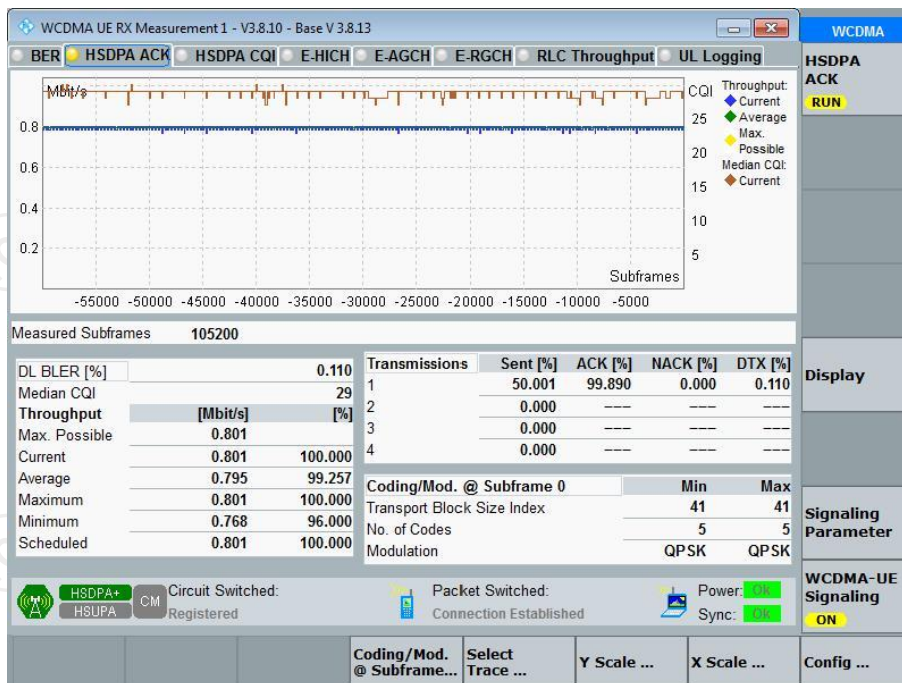 WCDMA UE RX Measurement 1 - V3.8.10 - Base V 3.8.13
WCDMA
BER HSDPA ACK HSDPA CQI E-HICH E-AGCH E-RGCH RLC Throughput UL Logging
HSDPA
ACK
RUN
Mbit/s
CQI
0.8
0.6
0.4
0.2
25
20
15
10
5
Throughput:
Current
Average
Max.
Possible
Median CQI:
Current
Subframes
-55000 -50000 -45000 -40000 -35000 -30000 -25000 -20000 -15000 -10000 -5000
Measured Subframes 105200
DL BLER [%] 0.110
Median CQI 29
Throughput [Mbit/s] [%]
Max. Possible 0.801
Current 0.801 100.000
Average 0.795 99.257
Maximum 0.801 100.000
Minimum 0.768 96.000
Scheduled 0.801 100.000
Transmissions Sent [%] ACK [%] NACK [%] DTX [%]
1 50.001 99.890 0.000 0.110
2 0.000 --- --- ---
3 0.000 --- --- ---
4 0.000 --- --- ---
Coding/Mod. @ Subframe 0 Min Max
Transport Block Size Index 41 41
No. of Codes 5 5
Modulation QPSK QPSK
Display
Signaling
Parameter
WCDMA-UE
Signaling
ON
HSDPA+
HSUPA
CM
Circuit Switched:
Registered
Packet Switched:
Connection Established
Power: Ok
Sync: Ok
Coding/Mod.
@ Subframe...
Select
Trace ...
Y Scale ...
X Scale ...
Config ...